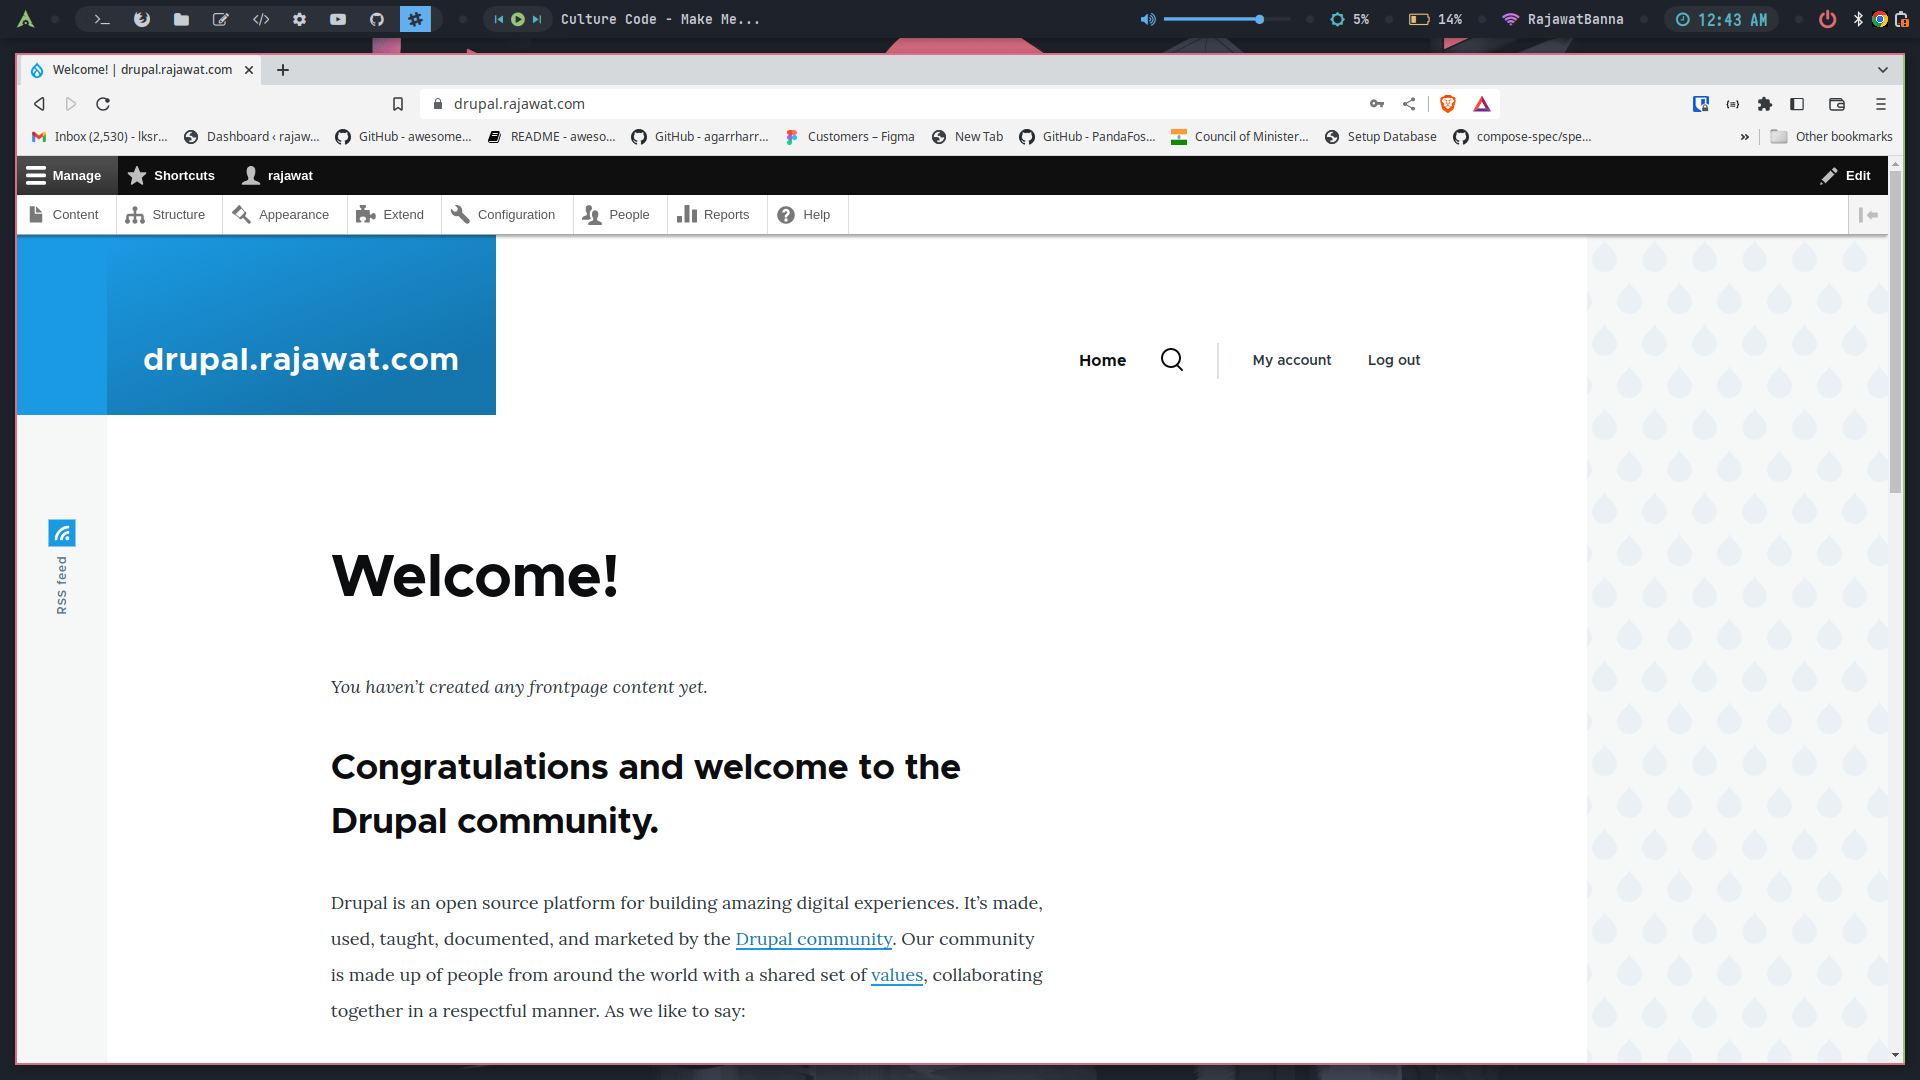 Culture Code - Make Me...
5%
14%
RajawatBanna
12:43 AM
Welcome! | drupal.rajawat.com
drupal.rajawat.com
Inbox (2,530) - lksr...
Dashboard ‹ rajaw...
GitHub - awesome...
README - aweso...
GitHub - agarrharr...
Customers – Figma
New Tab
GitHub - PandaFos...
Council of Minister...
Setup Database
compose-spec/spe...
»
Other bookmarks
Manage
Shortcuts
rajawat
Edit
Content
Structure
Appearance
Extend
Configuration
People
Reports
Help
drupal.rajawat.com
Home
My account
Log out
RSS feed
Welcome!
You haven’t created any frontpage content yet.
Congratulations and welcome to the
Drupal community.
Drupal is an open source platform for building amazing digital experiences. It’s made,
used, taught, documented, and marketed by the Drupal community. Our community
is made up of people from around the world with a shared set of values, collaborating
together in a respectful manner. As we like to say: